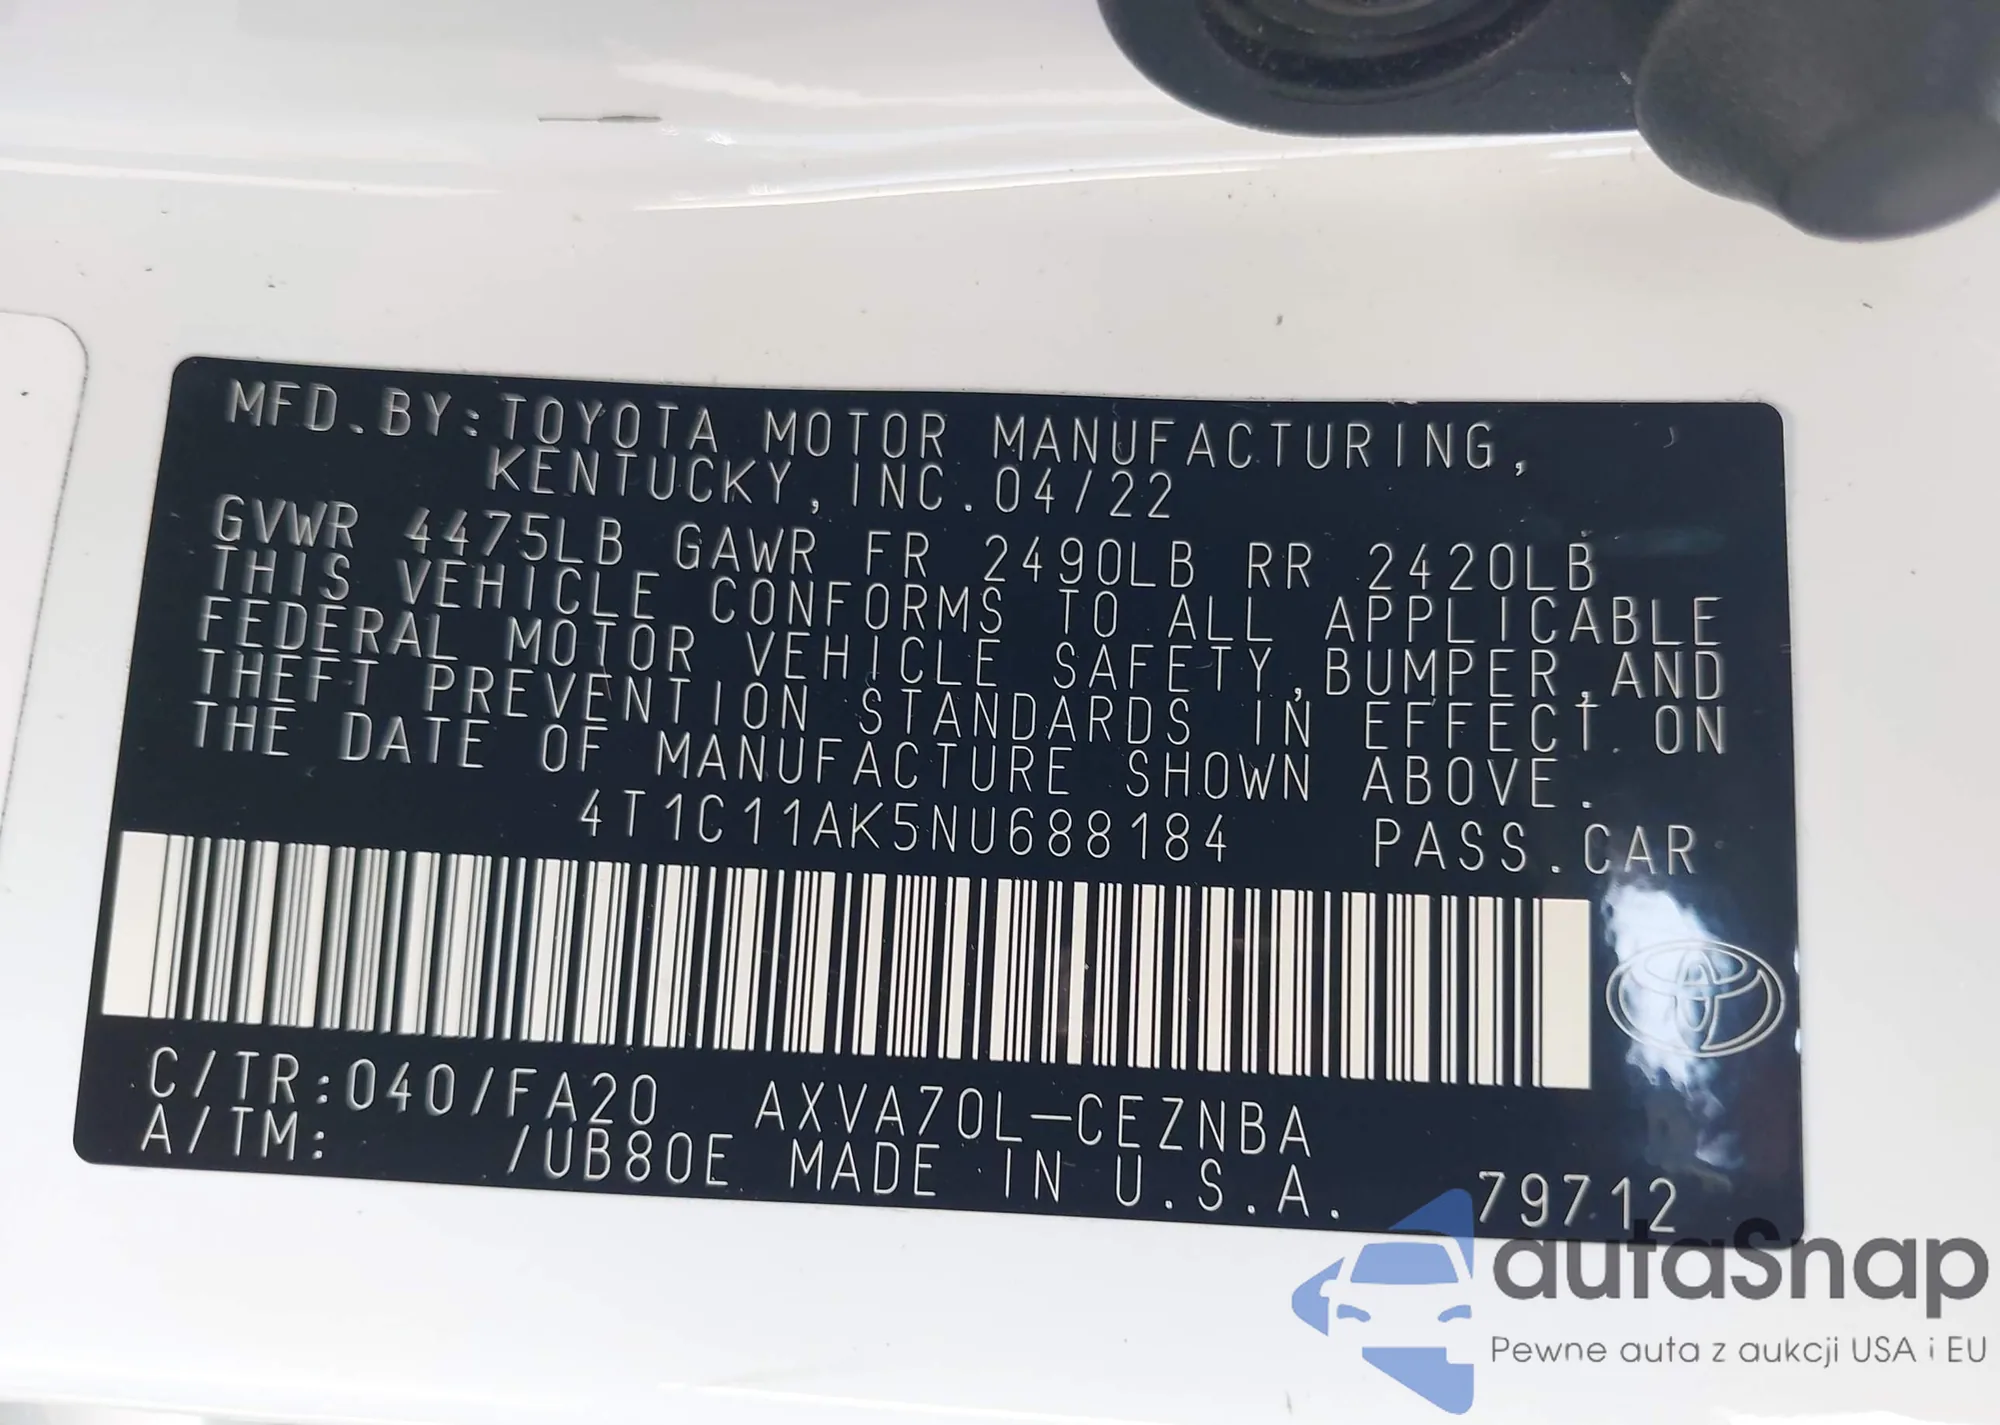 MFD.BY:TOYOTA MOTOR MANUFACTURING,
KENTUCKY, INC. 04/22
GVWR 4475LB GAWR FR 2490LB RR 2420LB
THIS VEHICLE CONFORMS TO ALL APPLICABLE
FEDERAL MOTOR VEHICLE SAFETY,BUMPER,AND
THEFT PREVENTION STANDARDS IN EFFECT ON
THE DATE OF MANUFACTURE SHOWN ABOVE.
4T1C11AK5NU688184 PASS.CAR
C/TR:040/FA20 AXVA70L-CEZNBA
A/TM: /UB80E MADE IN U.S.A. 79712
autaSnap
Pewne auta z aukcji USA i EU